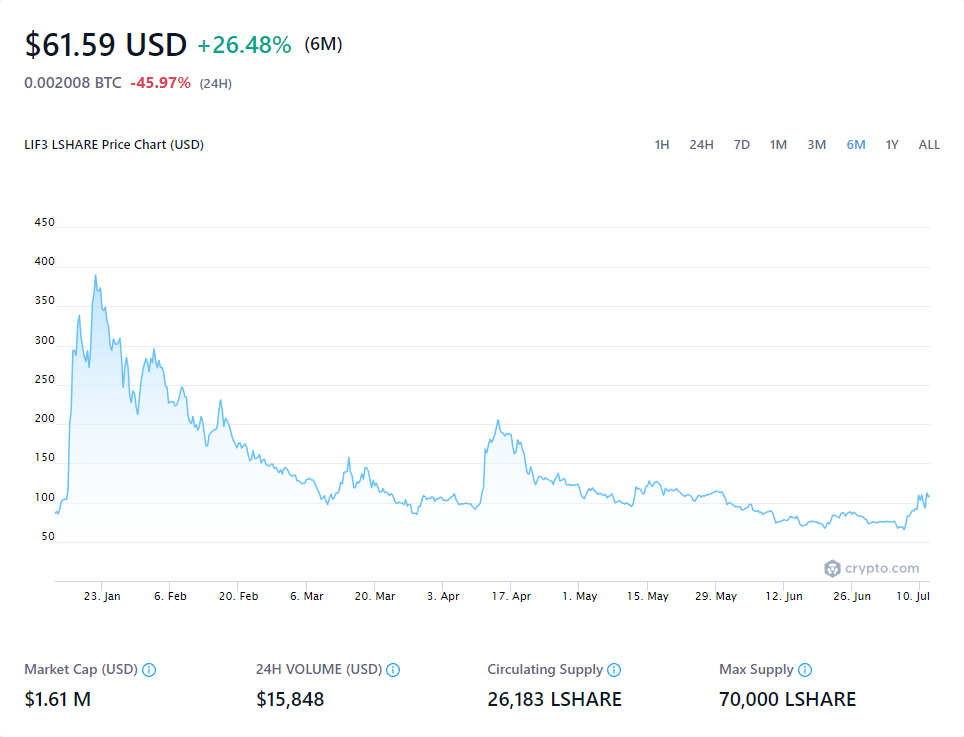 $61.59 USD +26.48% (6M)
0.002008 BTC -45.97% (24H)
LIF3 LSHARE Price Chart (USD) 1H 24H 7D 1M 3M 6M 1Y ALL
450
400
350
300
250
200
150
100
50
crypto.com
23. Jan 6. Feb 20. Feb 6. Mar 20. Mar 3. Apr 17. Apr 1. May 15. May 29. May 12. Jun 26. Jun 10. Jul
Market Cap (USD) 24H VOLUME (USD) Circulating Supply Max Supply
$1.61 M $15,848 26,183 LSHARE 70,000 LSHARE